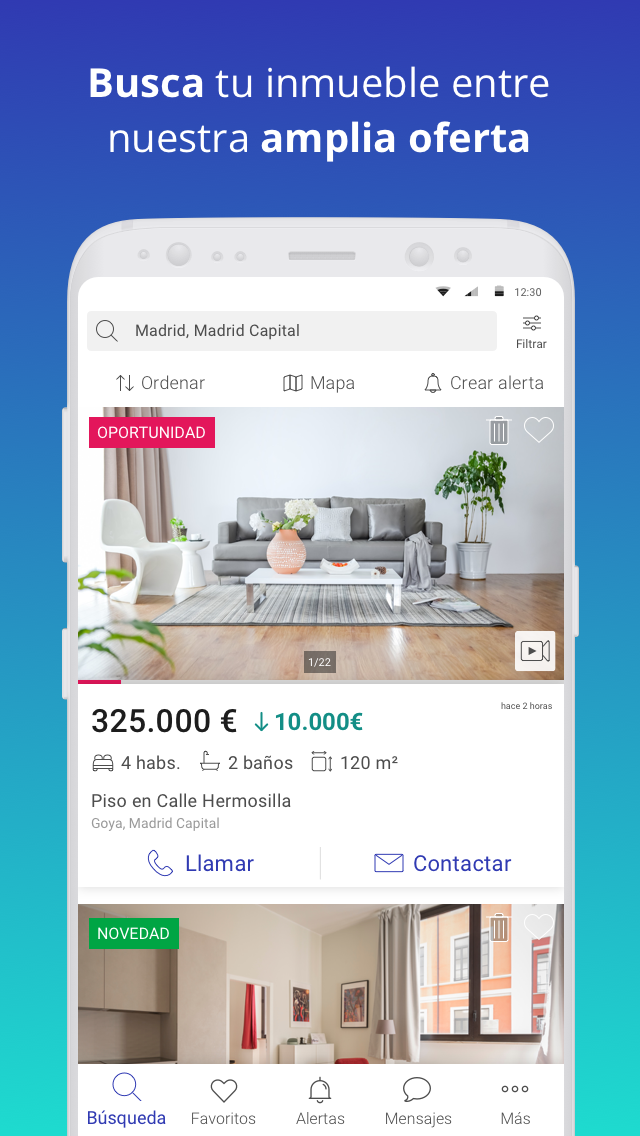 Busca tu inmueble entre
nuestra amplia oferta
12:30
Madrid, Madrid Capital
Filtrar
Ordenar
Mapa
Crear alerta
OPORTUNIDAD
1/22
325.000 € ↓10.000€
hace 2 horas
4 habs. 2 baños 120 m²
Piso en Calle Hermosilla
Goya, Madrid Capital
Llamar
Contactar
NOVEDAD
Búsqueda
Favoritos
Alertas
Mensajes
Más